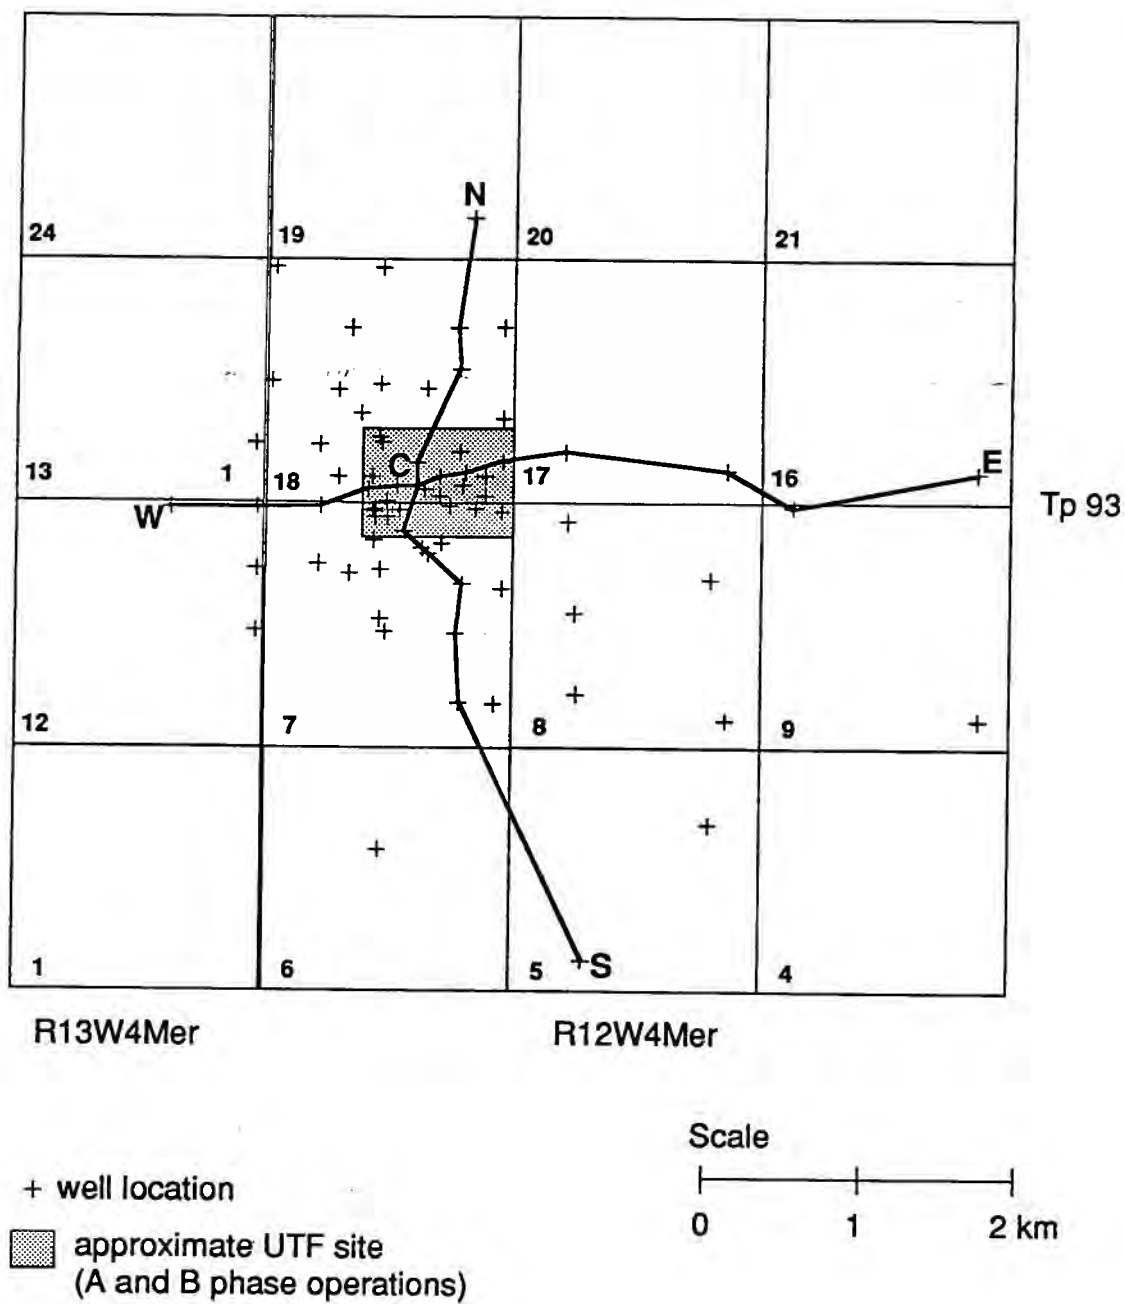 N
24 19 20 21
C
E
13 1 18 17 16
W
Tp 93
12 7 8 9
S
1 6 5 4
R13W4Mer R12W4Mer
Scale
0 1 2 km
+ well location
approximate UTF site
(A and B phase operations)